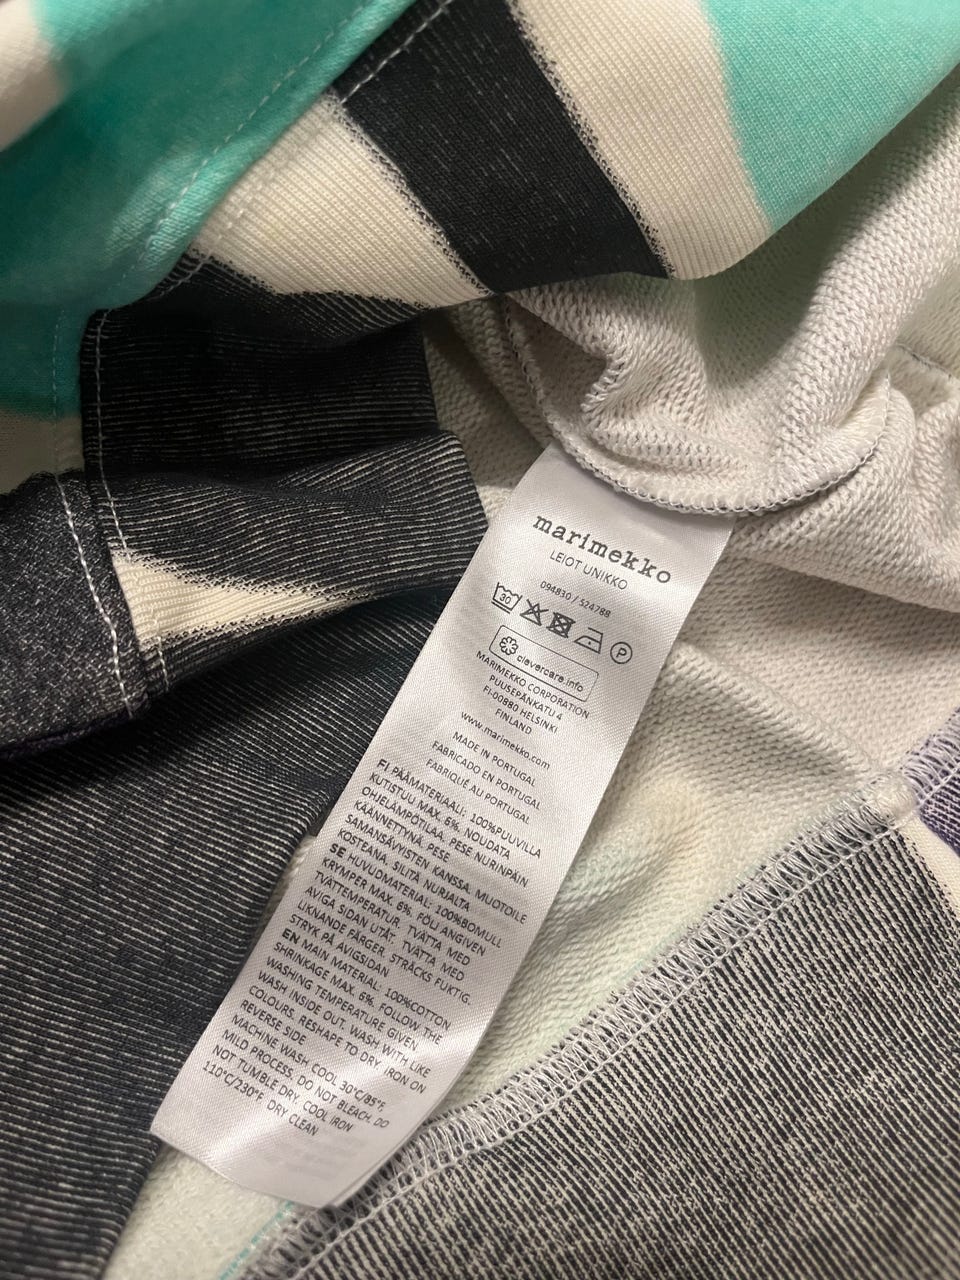 marimekko
LEIOT UNIKKO
094830 / 524788
30
P
clevercare.info
MARIMEKKO CORPORATION
PUUSEPÄNKATU 4
FI-00880 HELSINKI
FINLAND
www.marimekko.com
MADE IN PORTUGAL
FABRICADO EN PORTUGAL
FABRIQUÉ AU PORTUGAL
FI PÄÄMATERIAALI: 100%PUUVILLA
KUTISTUU MAX. 6%. NOUDATA
OHJELÄMPÖTILAA. PESE NURINPÄIN
KÄÄNNETTYNÄ. PESE
SAMANSÄVYISTEN KANSSA. MUOTOILE
KOSTEANA. SILITÄ NURJALTA
SE HUVUDMATERIAL: 100%BOMULL
KRYMPER MAX. 6%. FÖLJ ANGIVEN
TVÄTTEMPERATUR. TVÄTTA MED
AVIGA SIDAN UTÅT. TVÄTTA MED
LIKNANDE FÄRGER. STRÄCKS FUKTIG.
STRYK PÅ AVIGSIDAN
EN MAIN MATERIAL: 100%COTTON
SHRINKAGE MAX. 6%. FOLLOW THE
WASHING TEMPERATURE GIVEN
WASH INSIDE OUT. WASH WITH LIKE
COLOURS. RESHAPE TO DRY. IRON ON
REVERSE SIDE
MACHINE WASH COOL 30°C/85°F,
MILD PROCESS, DO NOT BLEACH, DO
NOT TUMBLE DRY, COOL IRON
110°C/230°F, DRY CLEAN